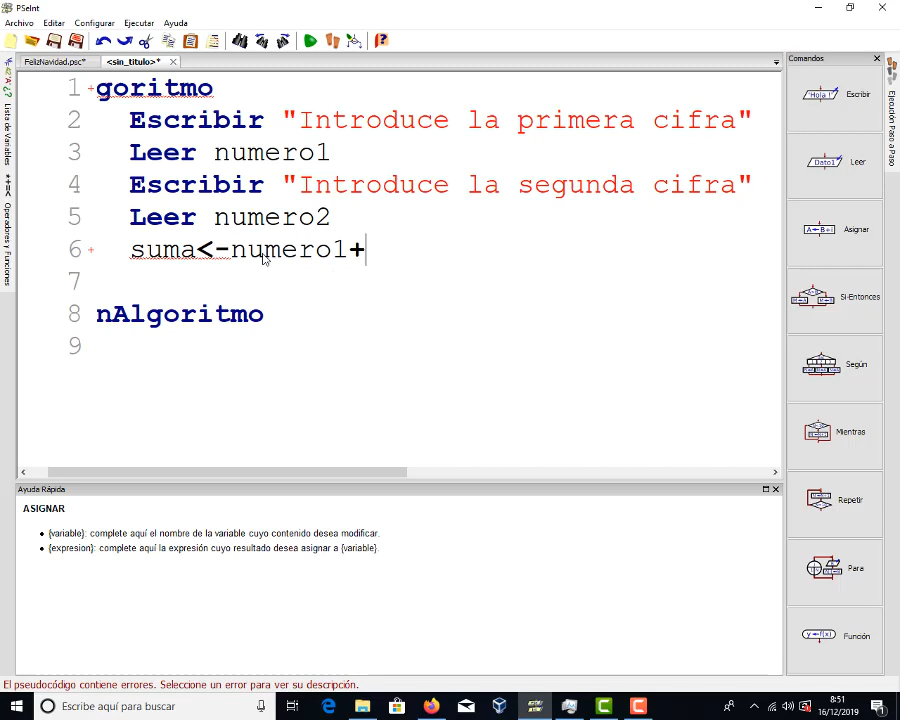 PSeInt
Archivo Editar Configurar Ejecutar Ayuda
FelizNavidad.psc* <sin_titulo>*
1 goritmo
2 Escribir "Introduce la primera cifra"
3 Leer numero1
4 Escribir "Introduce la segunda cifra"
5 Leer numero2
6 suma<-numero1+
7
8 nAlgoritmo
9
Lista de Variables
Operadores y Funciones
Comandos
'Hola !' Escribir
Dato1 Leer
A←B+i Asignar
Si-Entonces
Según
Mientras
Repetir
Para
y←f(x) Función
Ejecución Paso a Paso
Ayuda Rápida
ASIGNAR
{variable}: complete aquí el nombre de la variable cuyo contenido desea modificar.
{expresion}: complete aquí la expresión cuyo resultado desea asignar a {variable}.
El pseudocódigo contiene errores. Seleccione un error para ver su descripción.
Escribe aquí para buscar
8:51
16/12/2019